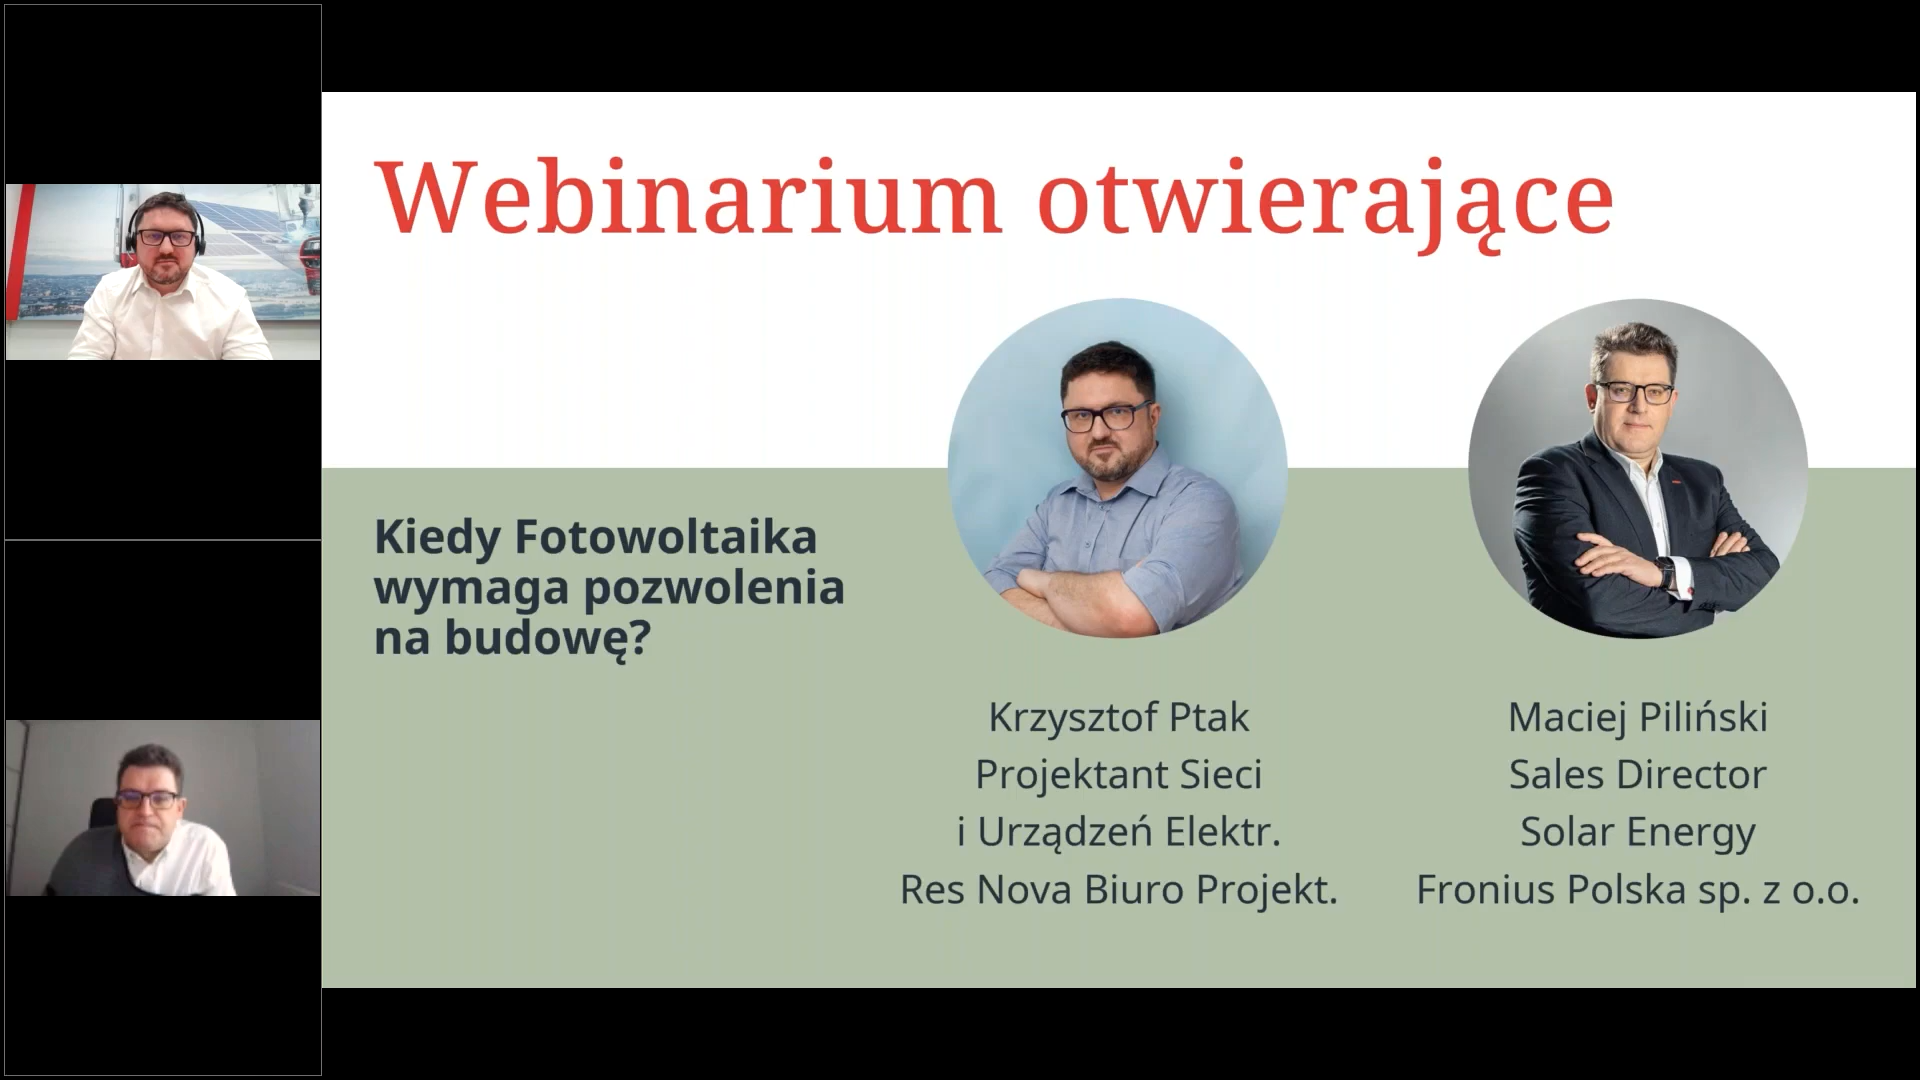 Webinarium otwierające
Kiedy Fotowoltaika
wymaga pozwolenia
na budowę?
Krzysztof Ptak
Projektant Sieci
i Urządzeń Elektr.
Res Nova Biuro Projekt.
Maciej Piliński
Sales Director
Solar Energy
Fronius Polska sp. z o.o.